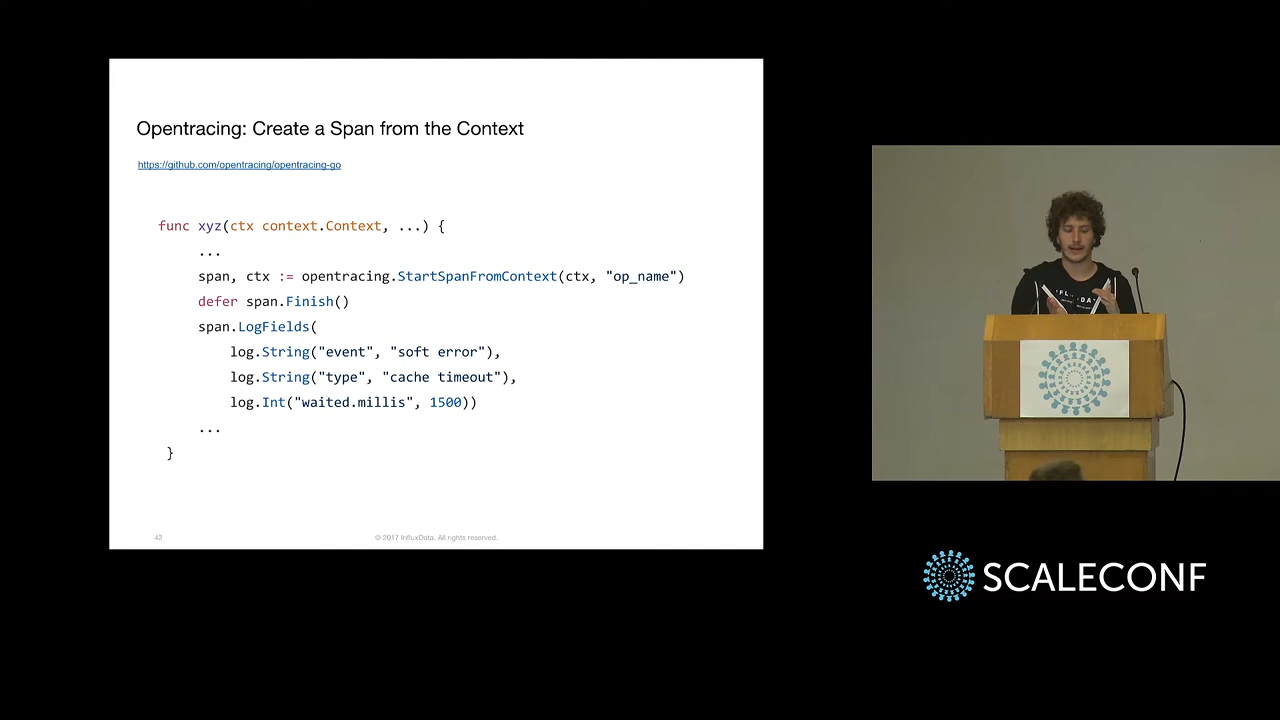 Opentracing: Create a Span from the Context
https://github.com/opentracing/opentracing-go
func xyz(ctx context.Context, ...) {
...
span, ctx := opentracing.StartSpanFromContext(ctx, "op_name")
defer span.Finish()
span.LogFields(
log.String("event", "soft error"),
log.String("type", "cache timeout"),
log.Int("waited.millis", 1500))
...
}
42
© 2017 InfluxData. All rights reserved.
SCALECONF